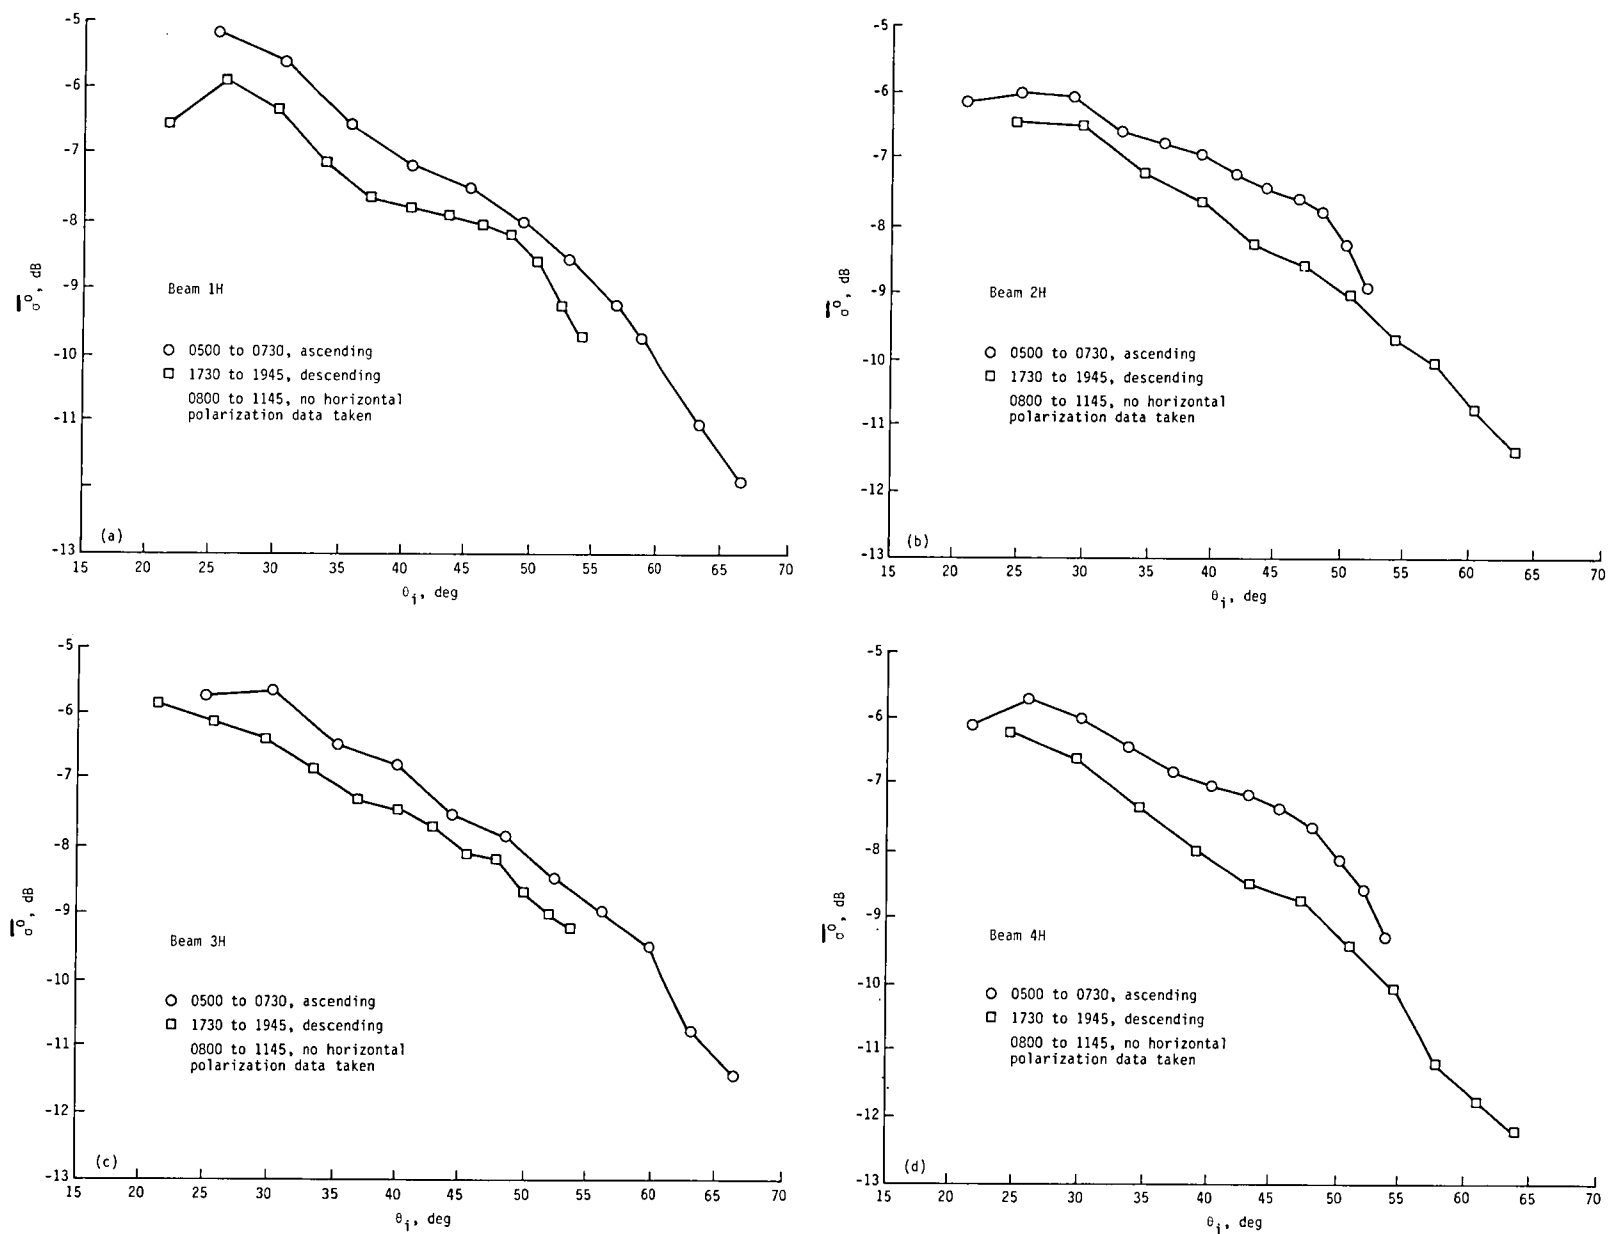 -5
-6
-7
-8
-9
-10
-11
-13
σ̄°, dB
Beam 1H
0500 to 0730, ascending
1730 to 1945, descending
0800 to 1145, no horizontal
polarization data taken
(a)
15 20 25 30 35 40 45 50 55 60 65 70
θi, deg
-5
-6
-7
-8
-9
-10
-11
-12
-13
σ̄°, dB
Beam 2H
0500 to 0730, ascending
1730 to 1945, descending
0800 to 1145, no horizontal
polarization data taken
(b)
15 20 25 30 35 40 45 50 55 60 65 70
θi, deg
-5
-6
-7
-8
-9
-10
-11
-12
-13
σ̄°, dB
Beam 3H
0500 to 0730, ascending
1730 to 1945, descending
0800 to 1145, no horizontal
polarization data taken
(c)
15 20 25 30 35 40 45 50 55 60 65 70
θi, deg
-5
-6
-7
-8
-9
-10
-11
-12
-13
σ̄°, dB
Beam 4H
0500 to 0730, ascending
1730 to 1945, descending
0800 to 1145, no horizontal
polarization data taken
(d)
15 20 25 30 35 40 45 50 55 60 65 70
θi, deg